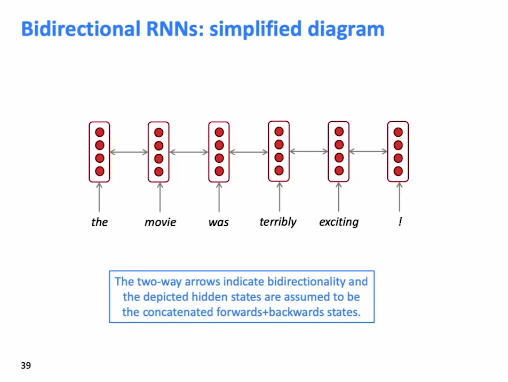 Bidirectional RNNs: simplified diagram
the movie was terribly exciting !
The two-way arrows indicate bidirectionality and
the depicted hidden states are assumed to be
the concatenated forwards+backwards states.
39